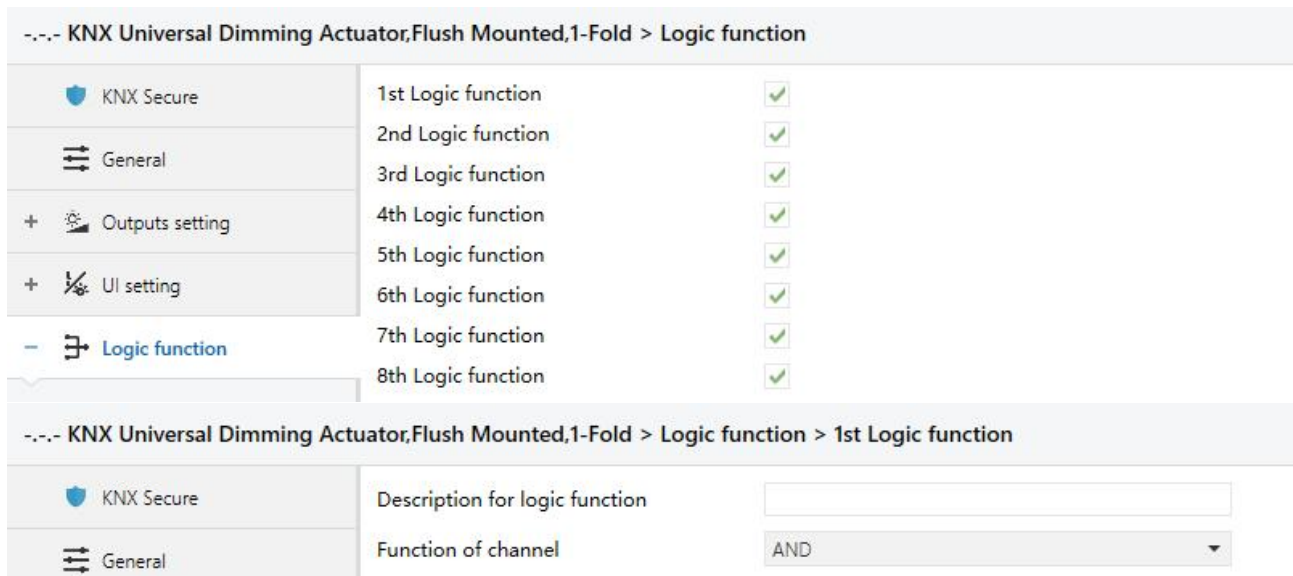 -.-.- KNX Universal Dimming Actuator,Flush Mounted,1-Fold > Logic function
KNX Secure
General
+ Outputs setting
+ UI setting
− Logic function
1st Logic function
2nd Logic function
3rd Logic function
4th Logic function
5th Logic function
6th Logic function
7th Logic function
8th Logic function
-.-.- KNX Universal Dimming Actuator,Flush Mounted,1-Fold > Logic function > 1st Logic function
KNX Secure
General
Description for logic function
Function of channel AND